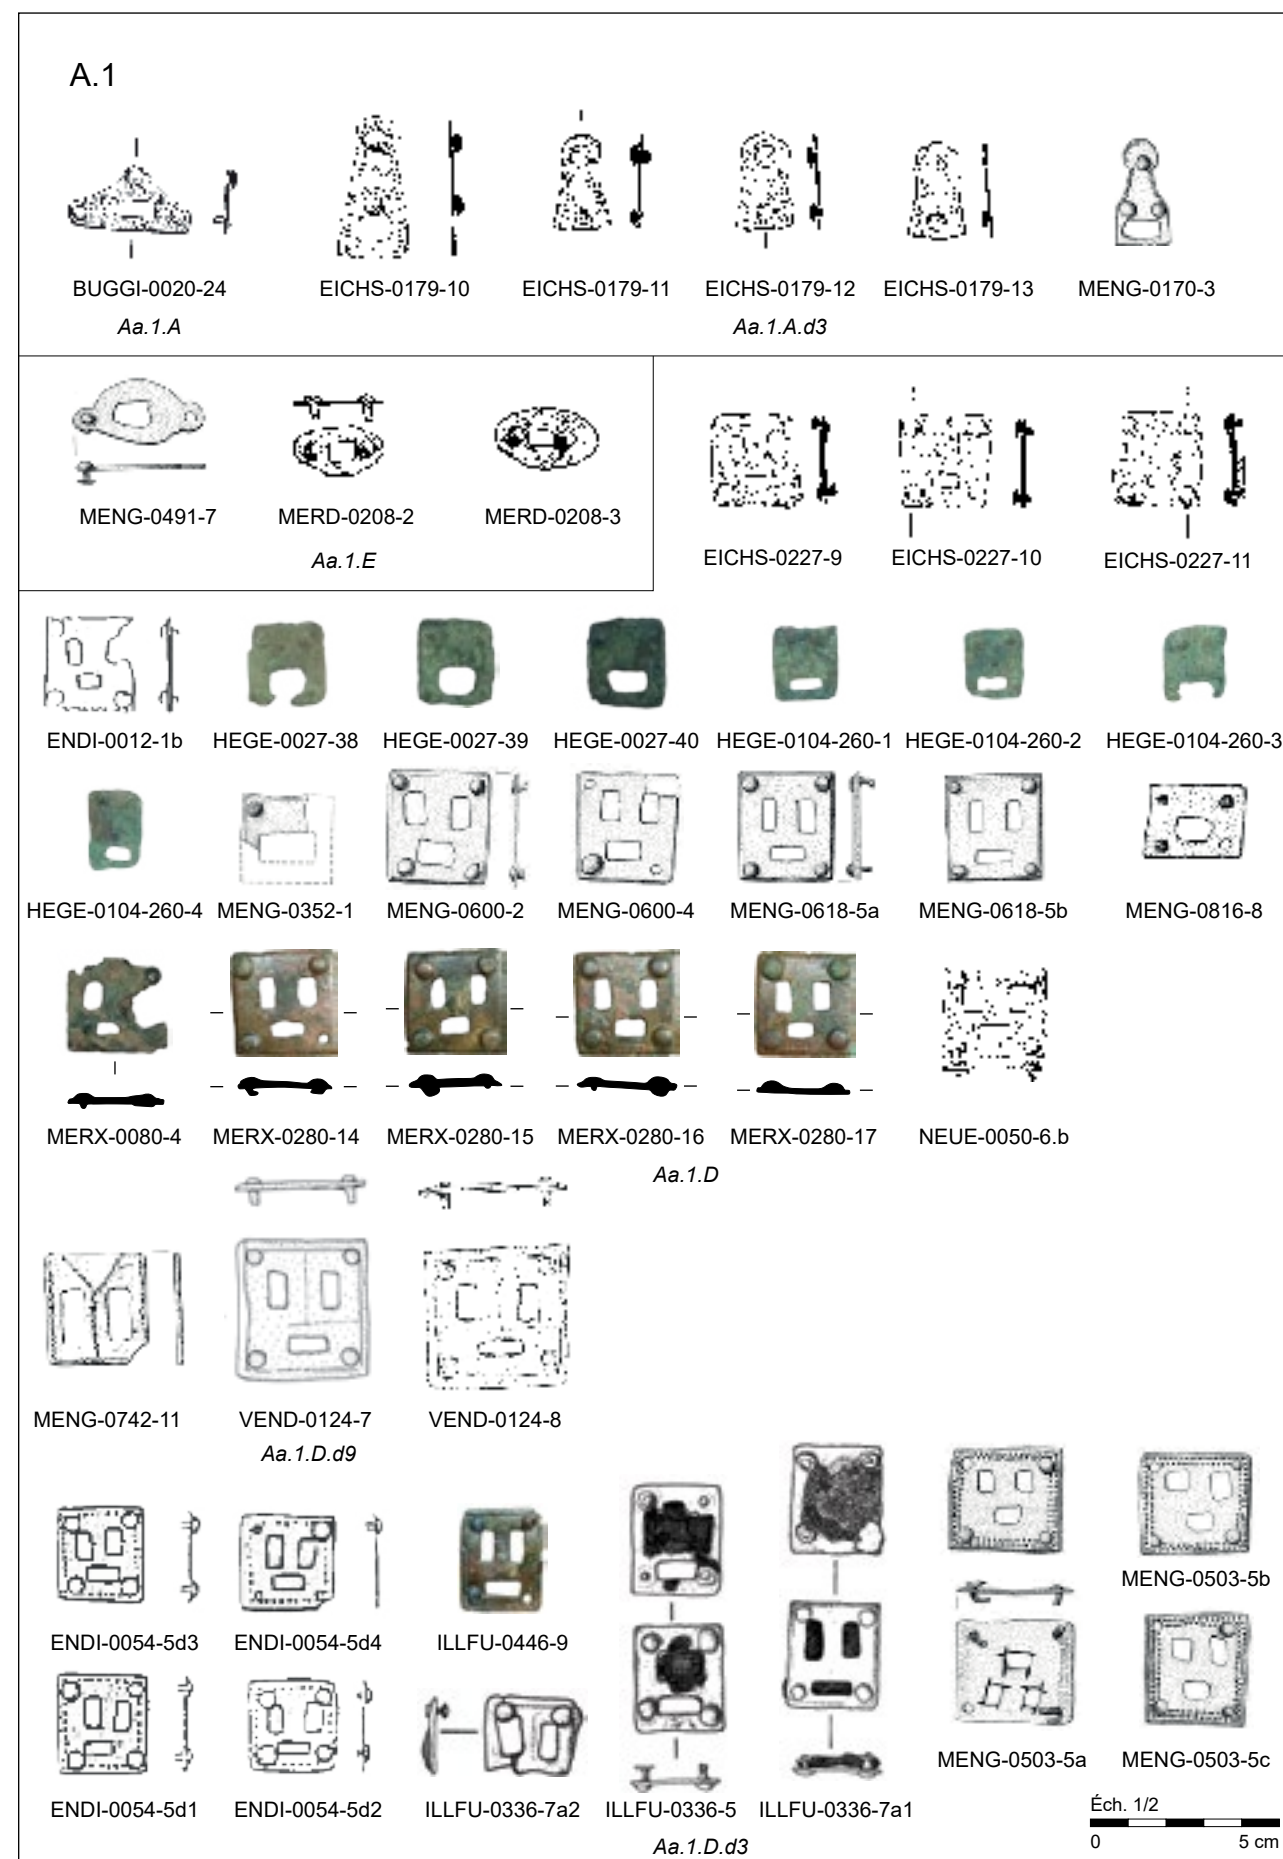 A.1
BUGGI-0020-24 EICHS-0179-10 EICHS-0179-11 EICHS-0179-12 EICHS-0179-13 MENG-0170-3
Aa.1.A Aa.1.A.d3
MENG-0491-7 MERD-0208-2 MERD-0208-3
Aa.1.E
EICHS-0227-9 EICHS-0227-10 EICHS-0227-11
ENDI-0012-1b HEGE-0027-38 HEGE-0027-39 HEGE-0027-40 HEGE-0104-260-1 HEGE-0104-260-2 HEGE-0104-260-3
HEGE-0104-260-4 MENG-0352-1 MENG-0600-2 MENG-0600-4 MENG-0618-5a MENG-0618-5b MENG-0816-8
MERX-0080-4 MERX-0280-14 MERX-0280-15 MERX-0280-16 MERX-0280-17 NEUE-0050-6.b
Aa.1.D
MENG-0742-11 VEND-0124-7 VEND-0124-8
Aa.1.D.d9
MENG-0503-5b
ENDI-0054-5d3 ENDI-0054-5d4 ILLFU-0446-9
MENG-0503-5a MENG-0503-5c
ENDI-0054-5d1 ENDI-0054-5d2 ILLFU-0336-7a2 ILLFU-0336-5 ILLFU-0336-7a1
Aa.1.D.d3
Éch. 1/2
0 5 cm